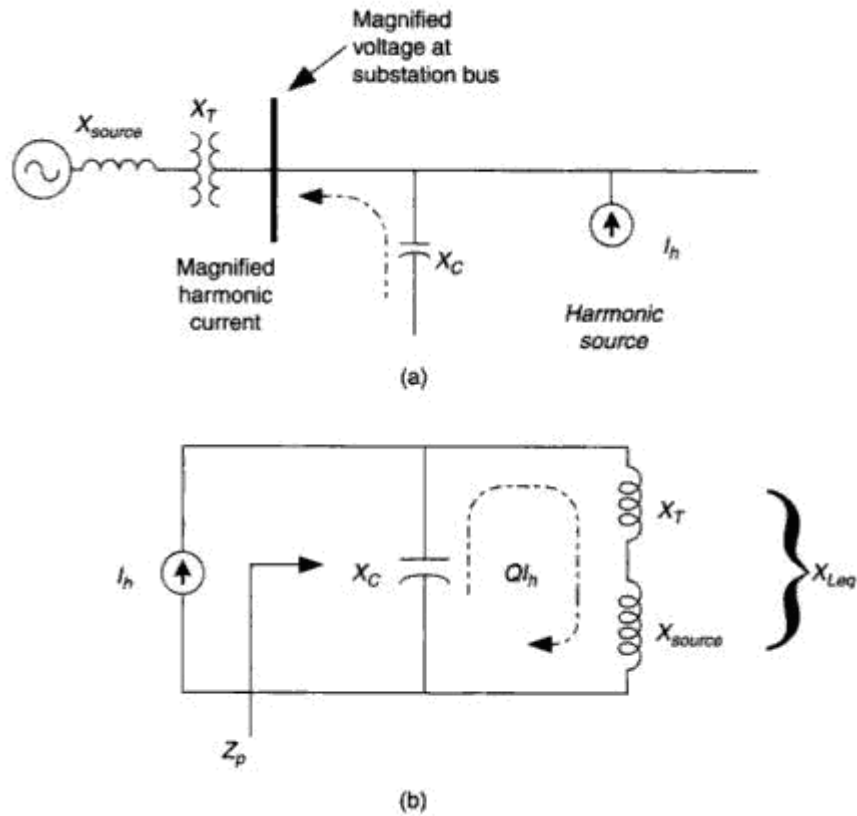 Magnified
voltage at
substation bus
X_T
X_source
X_C
I_h
Magnified
harmonic
current
Harmonic
source
(a)
I_h
X_C
QI_h
X_T
X_source
X_Leq
Z_p
(b)